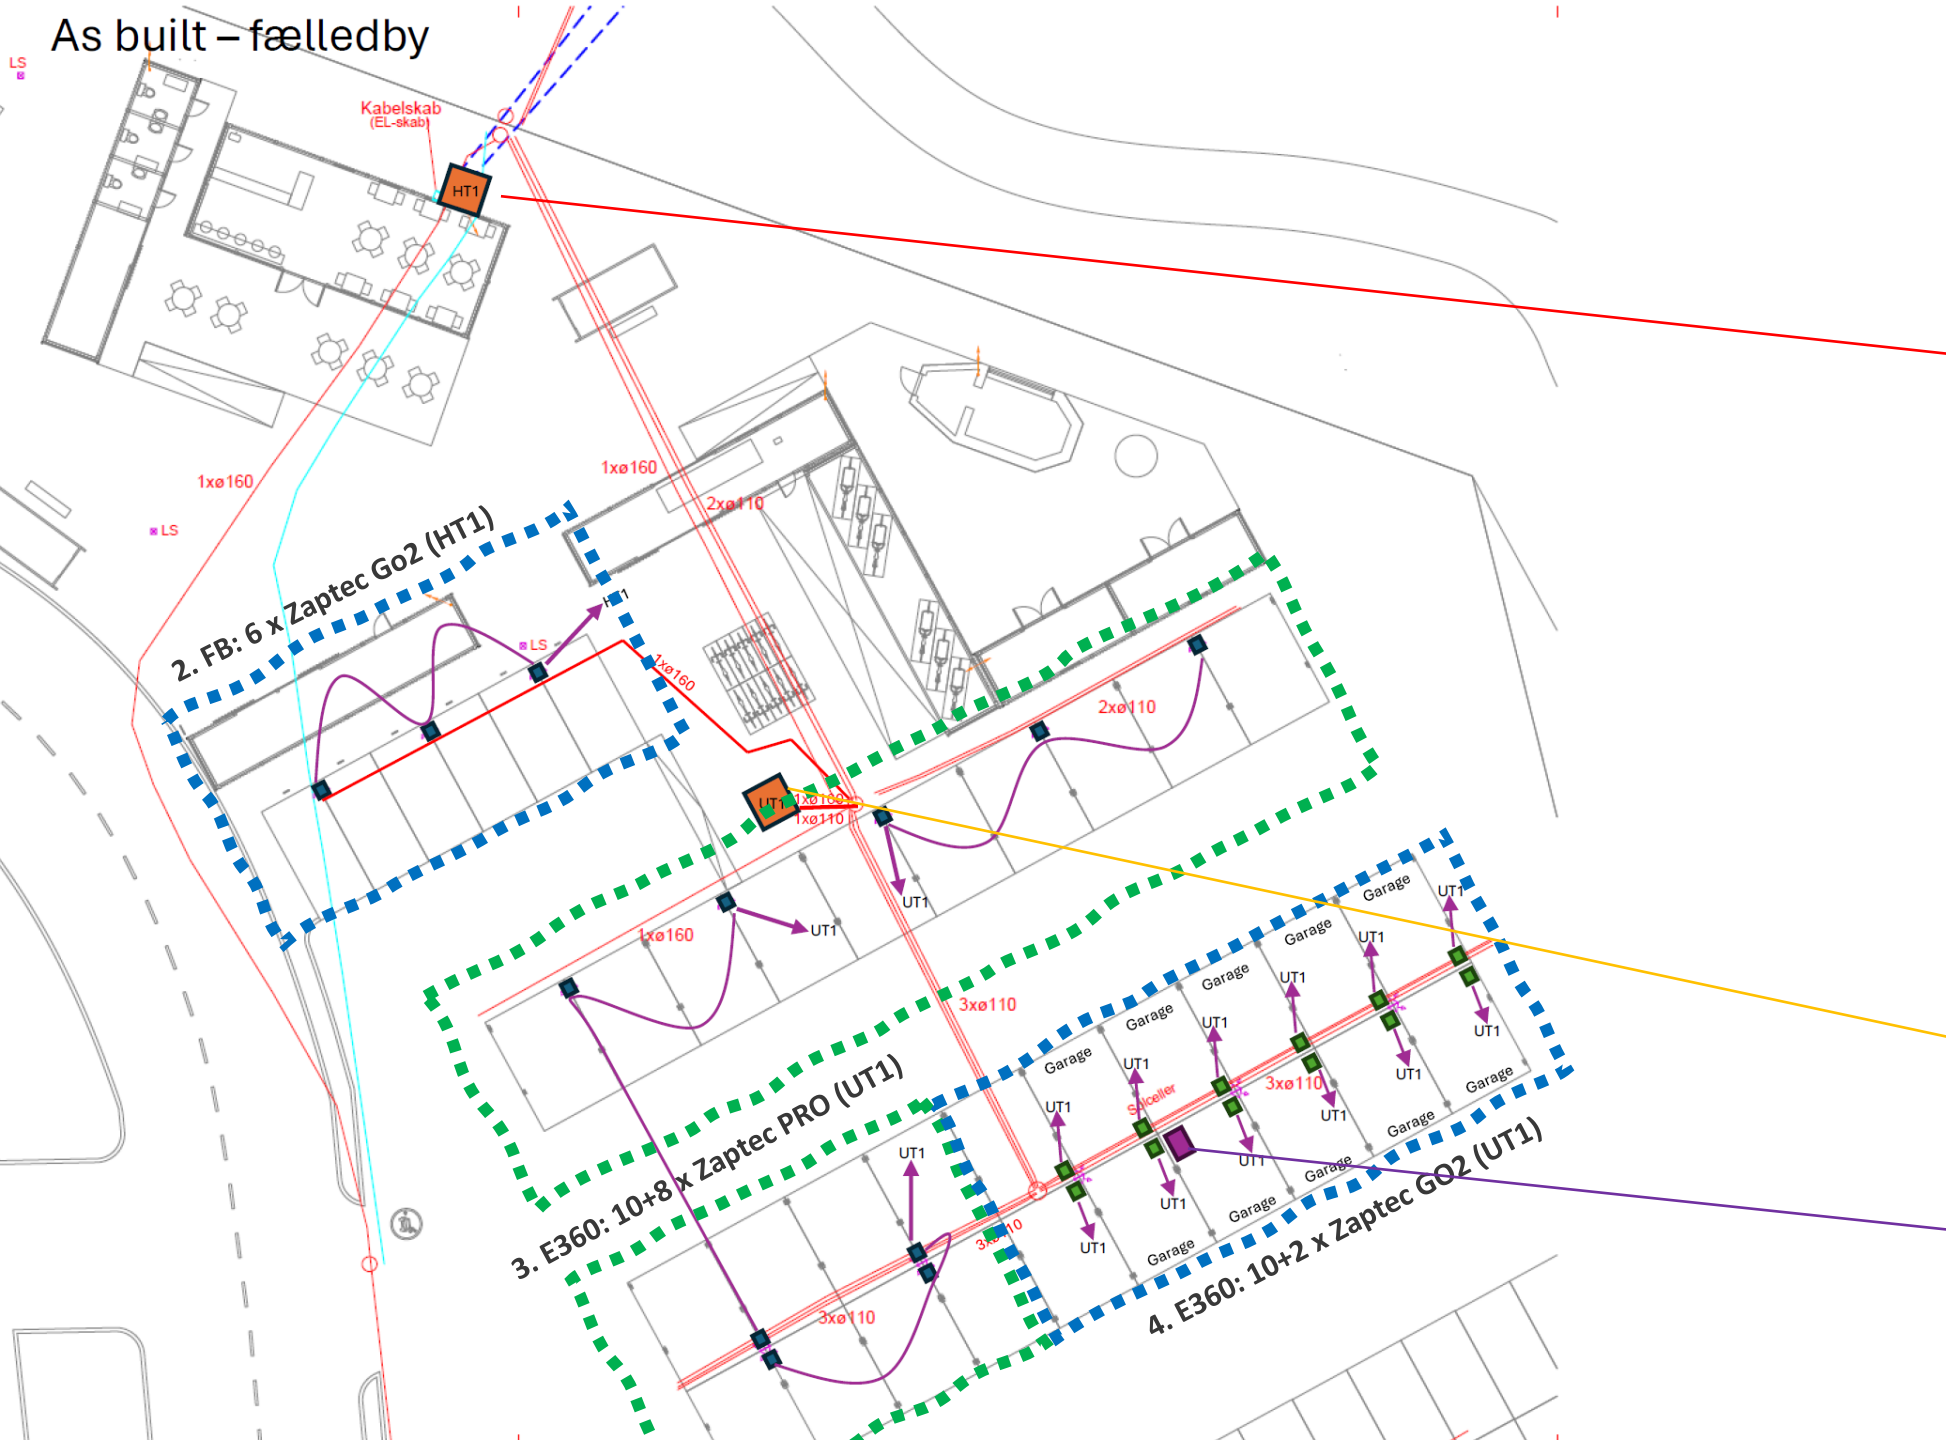 As built – fælledby
LS
Kabelskab
(EL-skab)
HT1
1xø160
1xø160
2xø110
LS
2. FB: 6 x Zaptec Go2 (HT1)
HT1
LS
1xø160
2xø110
UT1
1xø160
1xø110
UT1
UT1
1xø160
3xø110
Garage
Garage
Garage
Garage
Garage
UT1
UT1
UT1
UT1
UT1
UT1
Solceller
3xø110
UT1
UT1
UT1
UT1
UT1
UT1
Garage
Garage
Garage
Garage
Garage
3. E360: 10+8 x Zaptec PRO (UT1)
UT1
3xø110
3xø110
4. E360: 10+2 x Zaptec GO2 (UT1)